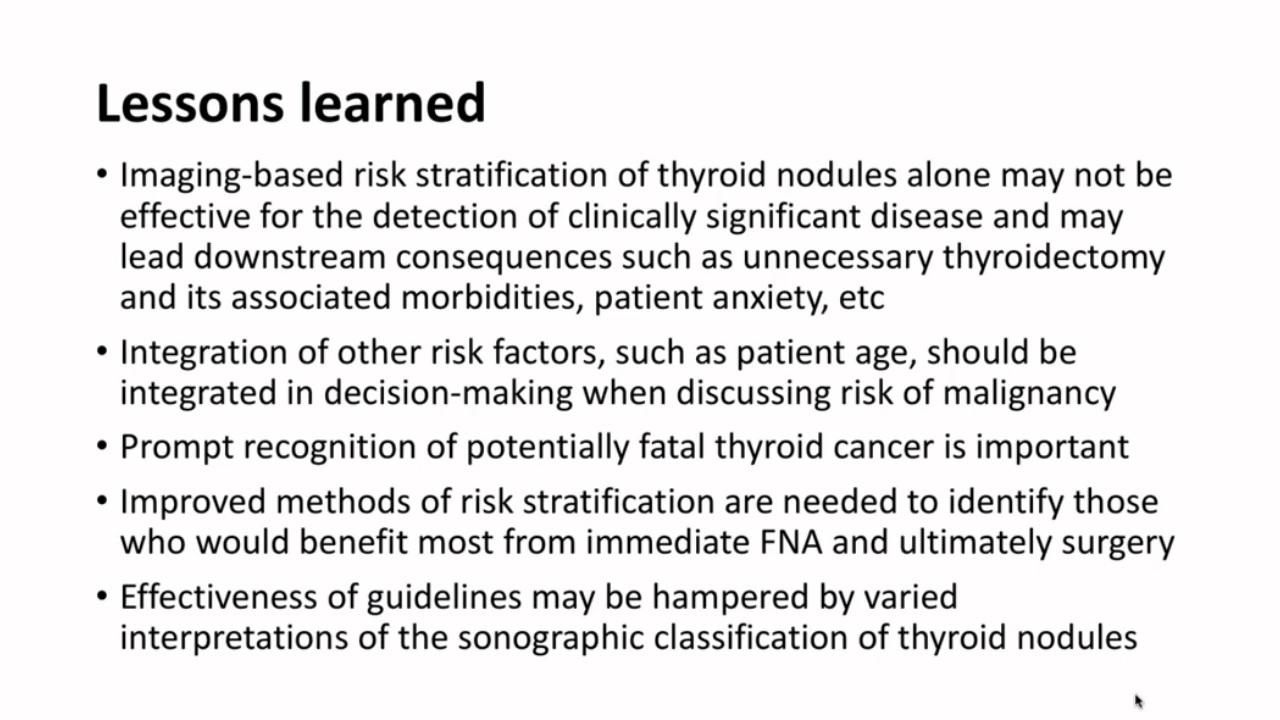 Lessons learned
• Imaging-based risk stratification of thyroid nodules alone may not be
effective for the detection of clinically significant disease and may
lead downstream consequences such as unnecessary thyroidectomy
and its associated morbidities, patient anxiety, etc
• Integration of other risk factors, such as patient age, should be
integrated in decision-making when discussing risk of malignancy
• Prompt recognition of potentially fatal thyroid cancer is important
• Improved methods of risk stratification are needed to identify those
who would benefit most from immediate FNA and ultimately surgery
• Effectiveness of guidelines may be hampered by varied
interpretations of the sonographic classification of thyroid nodules